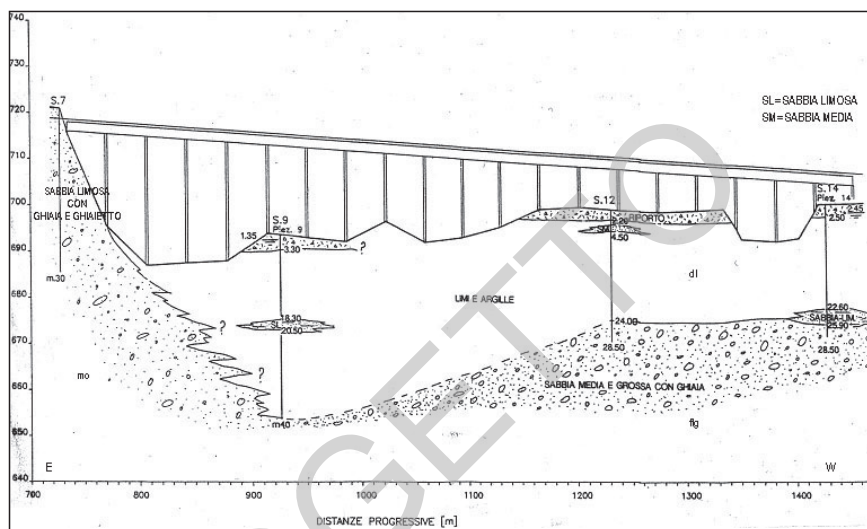 740
730
720
710
700
690
680
670
660
650
640
S.7
SL=SABBIA LIMOSA
SM=SABBIA MEDIA
SABBIA LIMOSA
CON
GHIAIA E GHIAIETTO
m.30
mo
S.9
Piez. 9
1.35
3.30
?
18.30
SL
20.50
?
?
m40
LIMI E ARGILLE
S.12
RIPORTO
2.20
SM
4.50
dl
24.00
28.50
SABBIA MEDIA E GROSSA CON GHIAIA
flg
S.14
Piez. 14
2.45
2.50
22.60
SABBIA-LIM.
25.90
28.50
E
W
700
800
900
1000
1100
1200
1300
1400
DISTANZE PROGRESSIVE [m]
GETTO